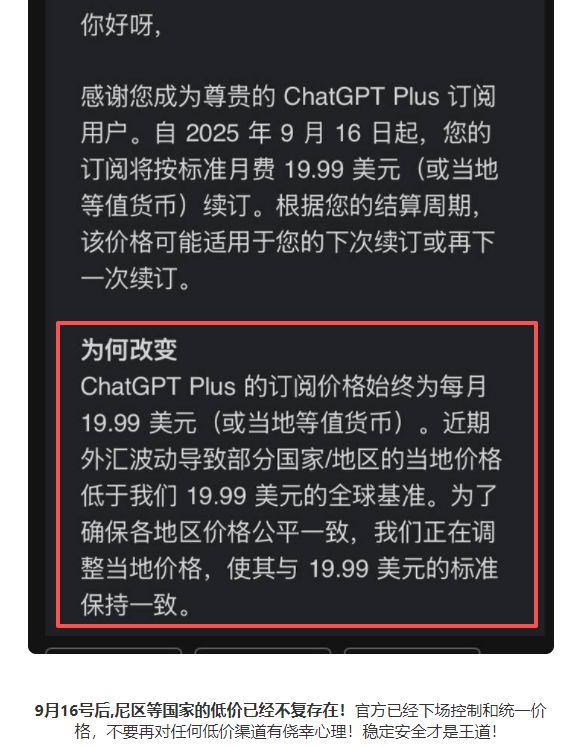 你好呀，
感谢您成为尊贵的 ChatGPT Plus 订阅
用户。自 2025 年 9 月 16 日起，您的
订阅将按标准月费 19.99 美元（或当地
等值货币）续订。根据您的结算周期，
该价格可能适用于您的下次续订或再下
一次续订。
为何改变
ChatGPT Plus 的订阅价格始终为每月
19.99 美元（或当地等值货币）。近期
外汇波动导致部分国家/地区的当地价格
低于我们 19.99 美元的全球基准。为了
确保各地区价格公平一致，我们正在调
整当地价格，使其与 19.99 美元的标准
保持一致。
9月16号后,尼区等国家的低价已经不复存在！官方已经下场控制和统一价
格，不要再对任何低价渠道有侥幸心理！稳定安全才是王道！